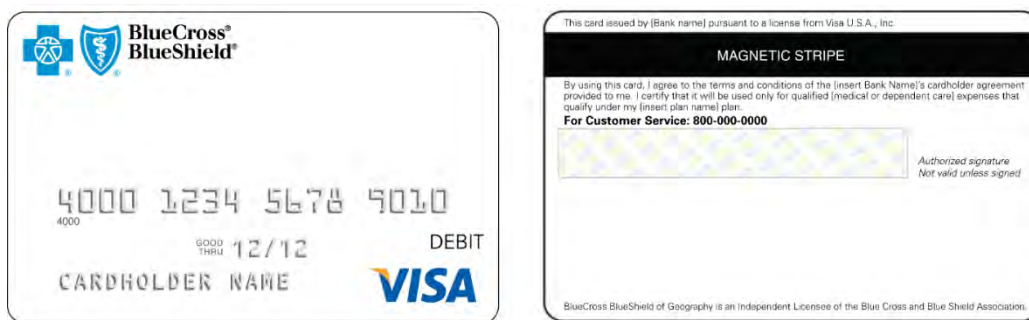 BlueCross®
BlueShield®
® ®
4000 1234 5678 9010
4000
GOOD
THRU 12/12
DEBIT
CARDHOLDER NAME
VISA
This card issued by [Bank name] pursuant to a license from Visa U.S.A., Inc.
MAGNETIC STRIPE
By using this card, I agree to the terms and conditions of the [insert Bank Name]'s cardholder agreement
provided to me. I certify that it will be used only for qualified [medical or dependent care] expenses that
qualify under my [insert plan name] plan.
For Customer Service: 800-000-0000
Authorized signature
Not valid unless signed
BlueCross BlueShield of Geography is an Independent Licensee of the Blue Cross and Blue Shield Association.